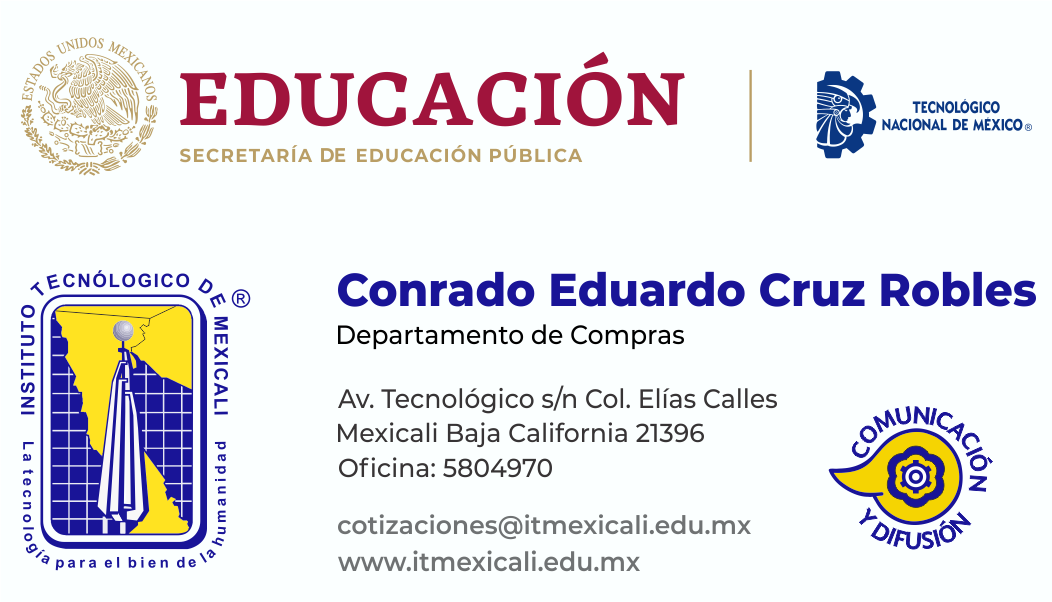 ESTADOS UNIDOS MEXICANOS
EDUCACIÓN
SECRETARÍA DE EDUCACIÓN PÚBLICA
TECNOLÓGICO
NACIONAL DE MÉXICO®
INSTITUTO TECNÓLOGICO DE MEXICALI ®
La tecnología para el bien de la humanidad
Conrado Eduardo Cruz Robles
Departamento de Compras
Av. Tecnológico s/n Col. Elías Calles
Mexicali Baja California 21396
Oficina: 5804970
cotizaciones@itmexicali.edu.mx
www.itmexicali.edu.mx
COMUNICACIÓN
Y DIFUSIÓN